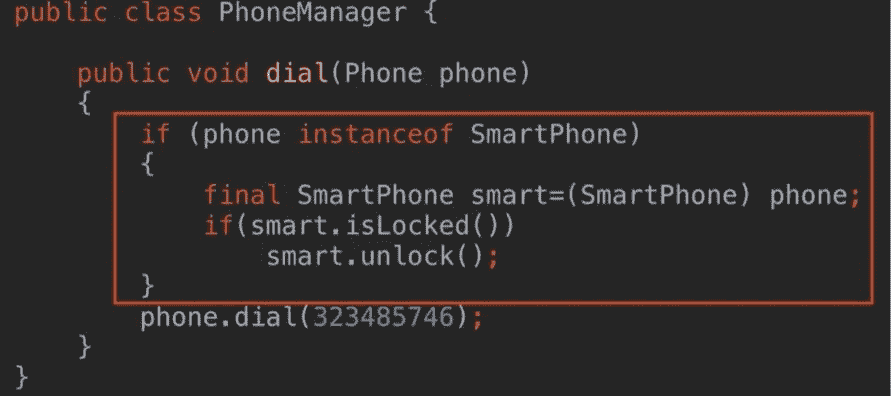 public class PhoneManager {
public void dial(Phone phone)
{
if (phone instanceof SmartPhone)
{
final SmartPhone smart=(SmartPhone) phone;
if(smart.isLocked())
smart.unlock();
}
phone.dial(323485746);
}
}